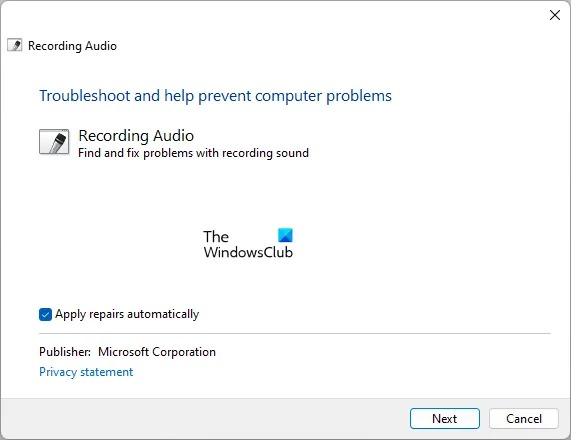 Recording Audio
Troubleshoot and help prevent computer problems
Recording Audio
Find and fix problems with recording sound
The
WindowsClub
Apply repairs automatically
Publisher: Microsoft Corporation
Privacy statement
Next
Cancel